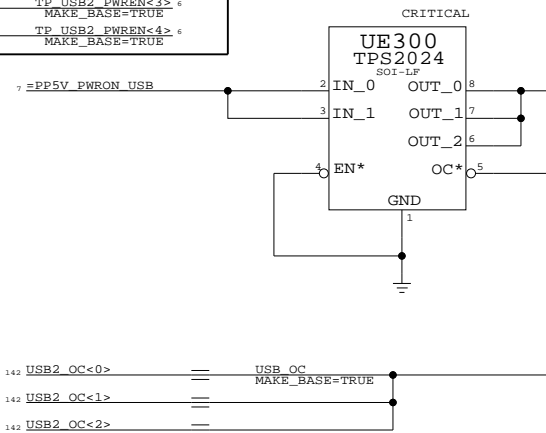 TP_USB2_PWREN<3> 6
MAKE_BASE=TRUE
TP_USB2_PWREN<4> 6
MAKE_BASE=TRUE
CRITICAL
UE300
TPS2024
SOI-LF
7 =PP5V_PWRON_USB
2 IN_0 OUT_0 8
3 IN_1 OUT_1 7
OUT_2 6
4 EN* OC* 5
GND
1
142 USB2_OC<0> USB_OC
MAKE_BASE=TRUE
142 USB2_OC<1>
142 USB2_OC<2>